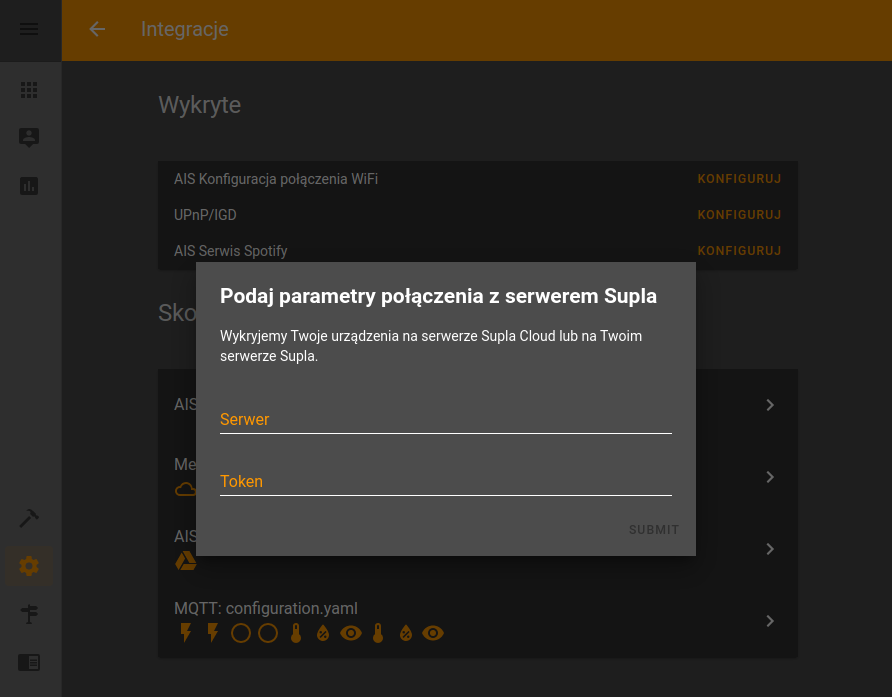 Integracje
Wykryte
AIS Konfiguracja połączenia WiFi KONFIGURUJ
UPnP/IGD KONFIGURUJ
AIS Serwis Spotify KONFIGURUJ
Sko
Podaj parametry połączenia z serwerem Supla
Wykryjemy Twoje urządzenia na serwerze Supla Cloud lub na Twoim
serwerze Supla.
AIS
Serwer
Me
Token
SUBMIT
AIS
MQTT: configuration.yaml